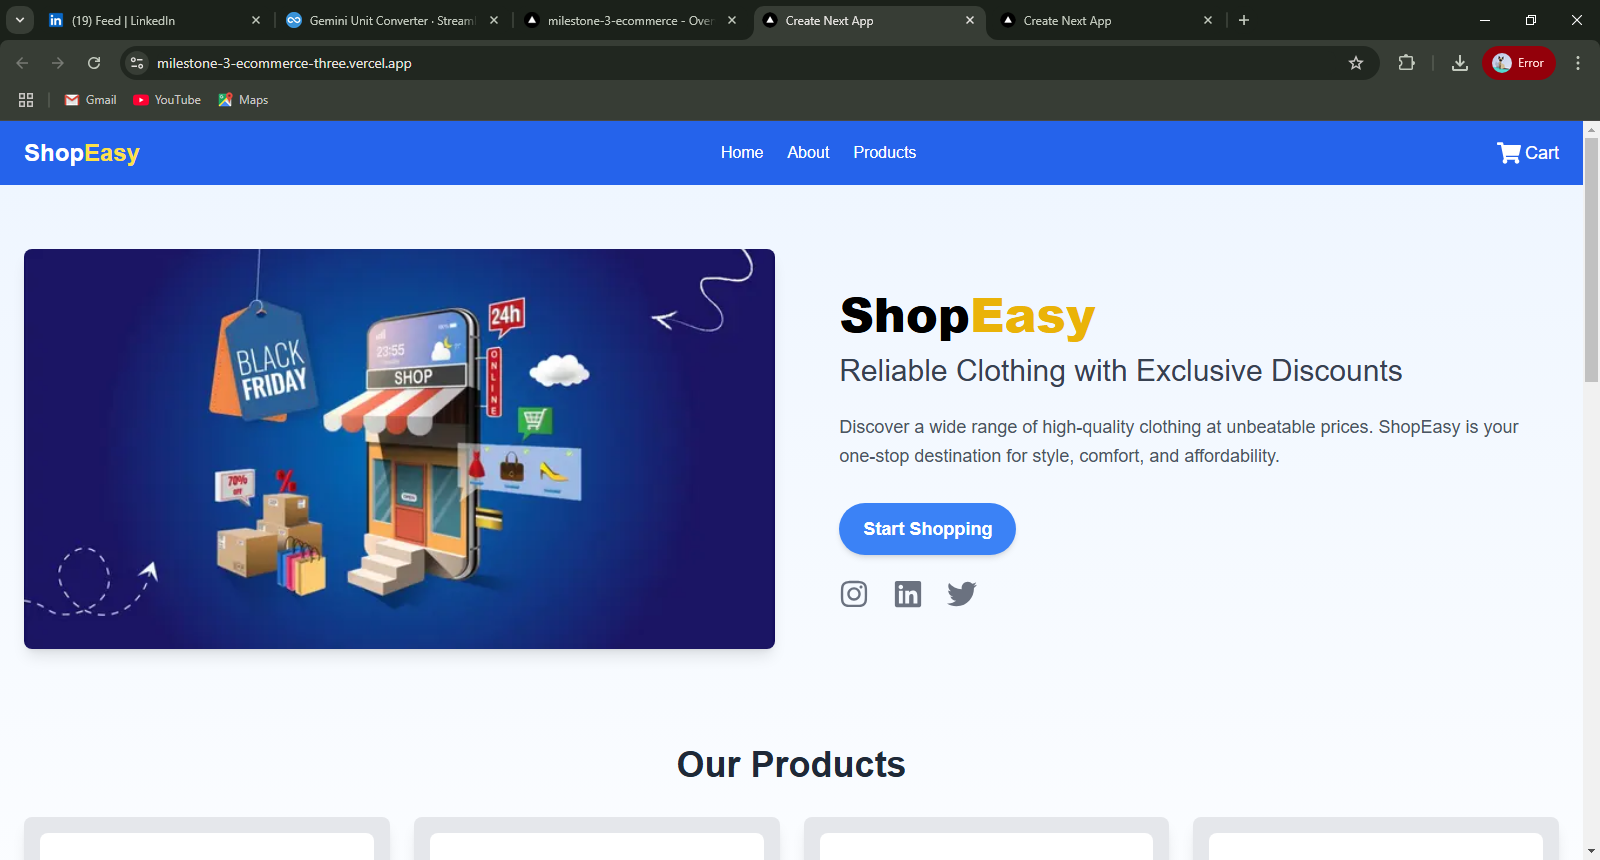 (19) Feed | LinkedIn
Gemini Unit Converter · Stream
milestone-3-ecommerce - Over
Create Next App
Create Next App
milestone-3-ecommerce-three.vercel.app
Error
Gmail
YouTube
Maps
ShopEasy
Home
About
Products
Cart
BLACK
FRIDAY
23:55
SHOP
24h
ONLINE
70%
off
%
OPEN
ShopEasy
Reliable Clothing with Exclusive Discounts
Discover a wide range of high-quality clothing at unbeatable prices. ShopEasy is your
one-stop destination for style, comfort, and affordability.
Start Shopping
Our Products